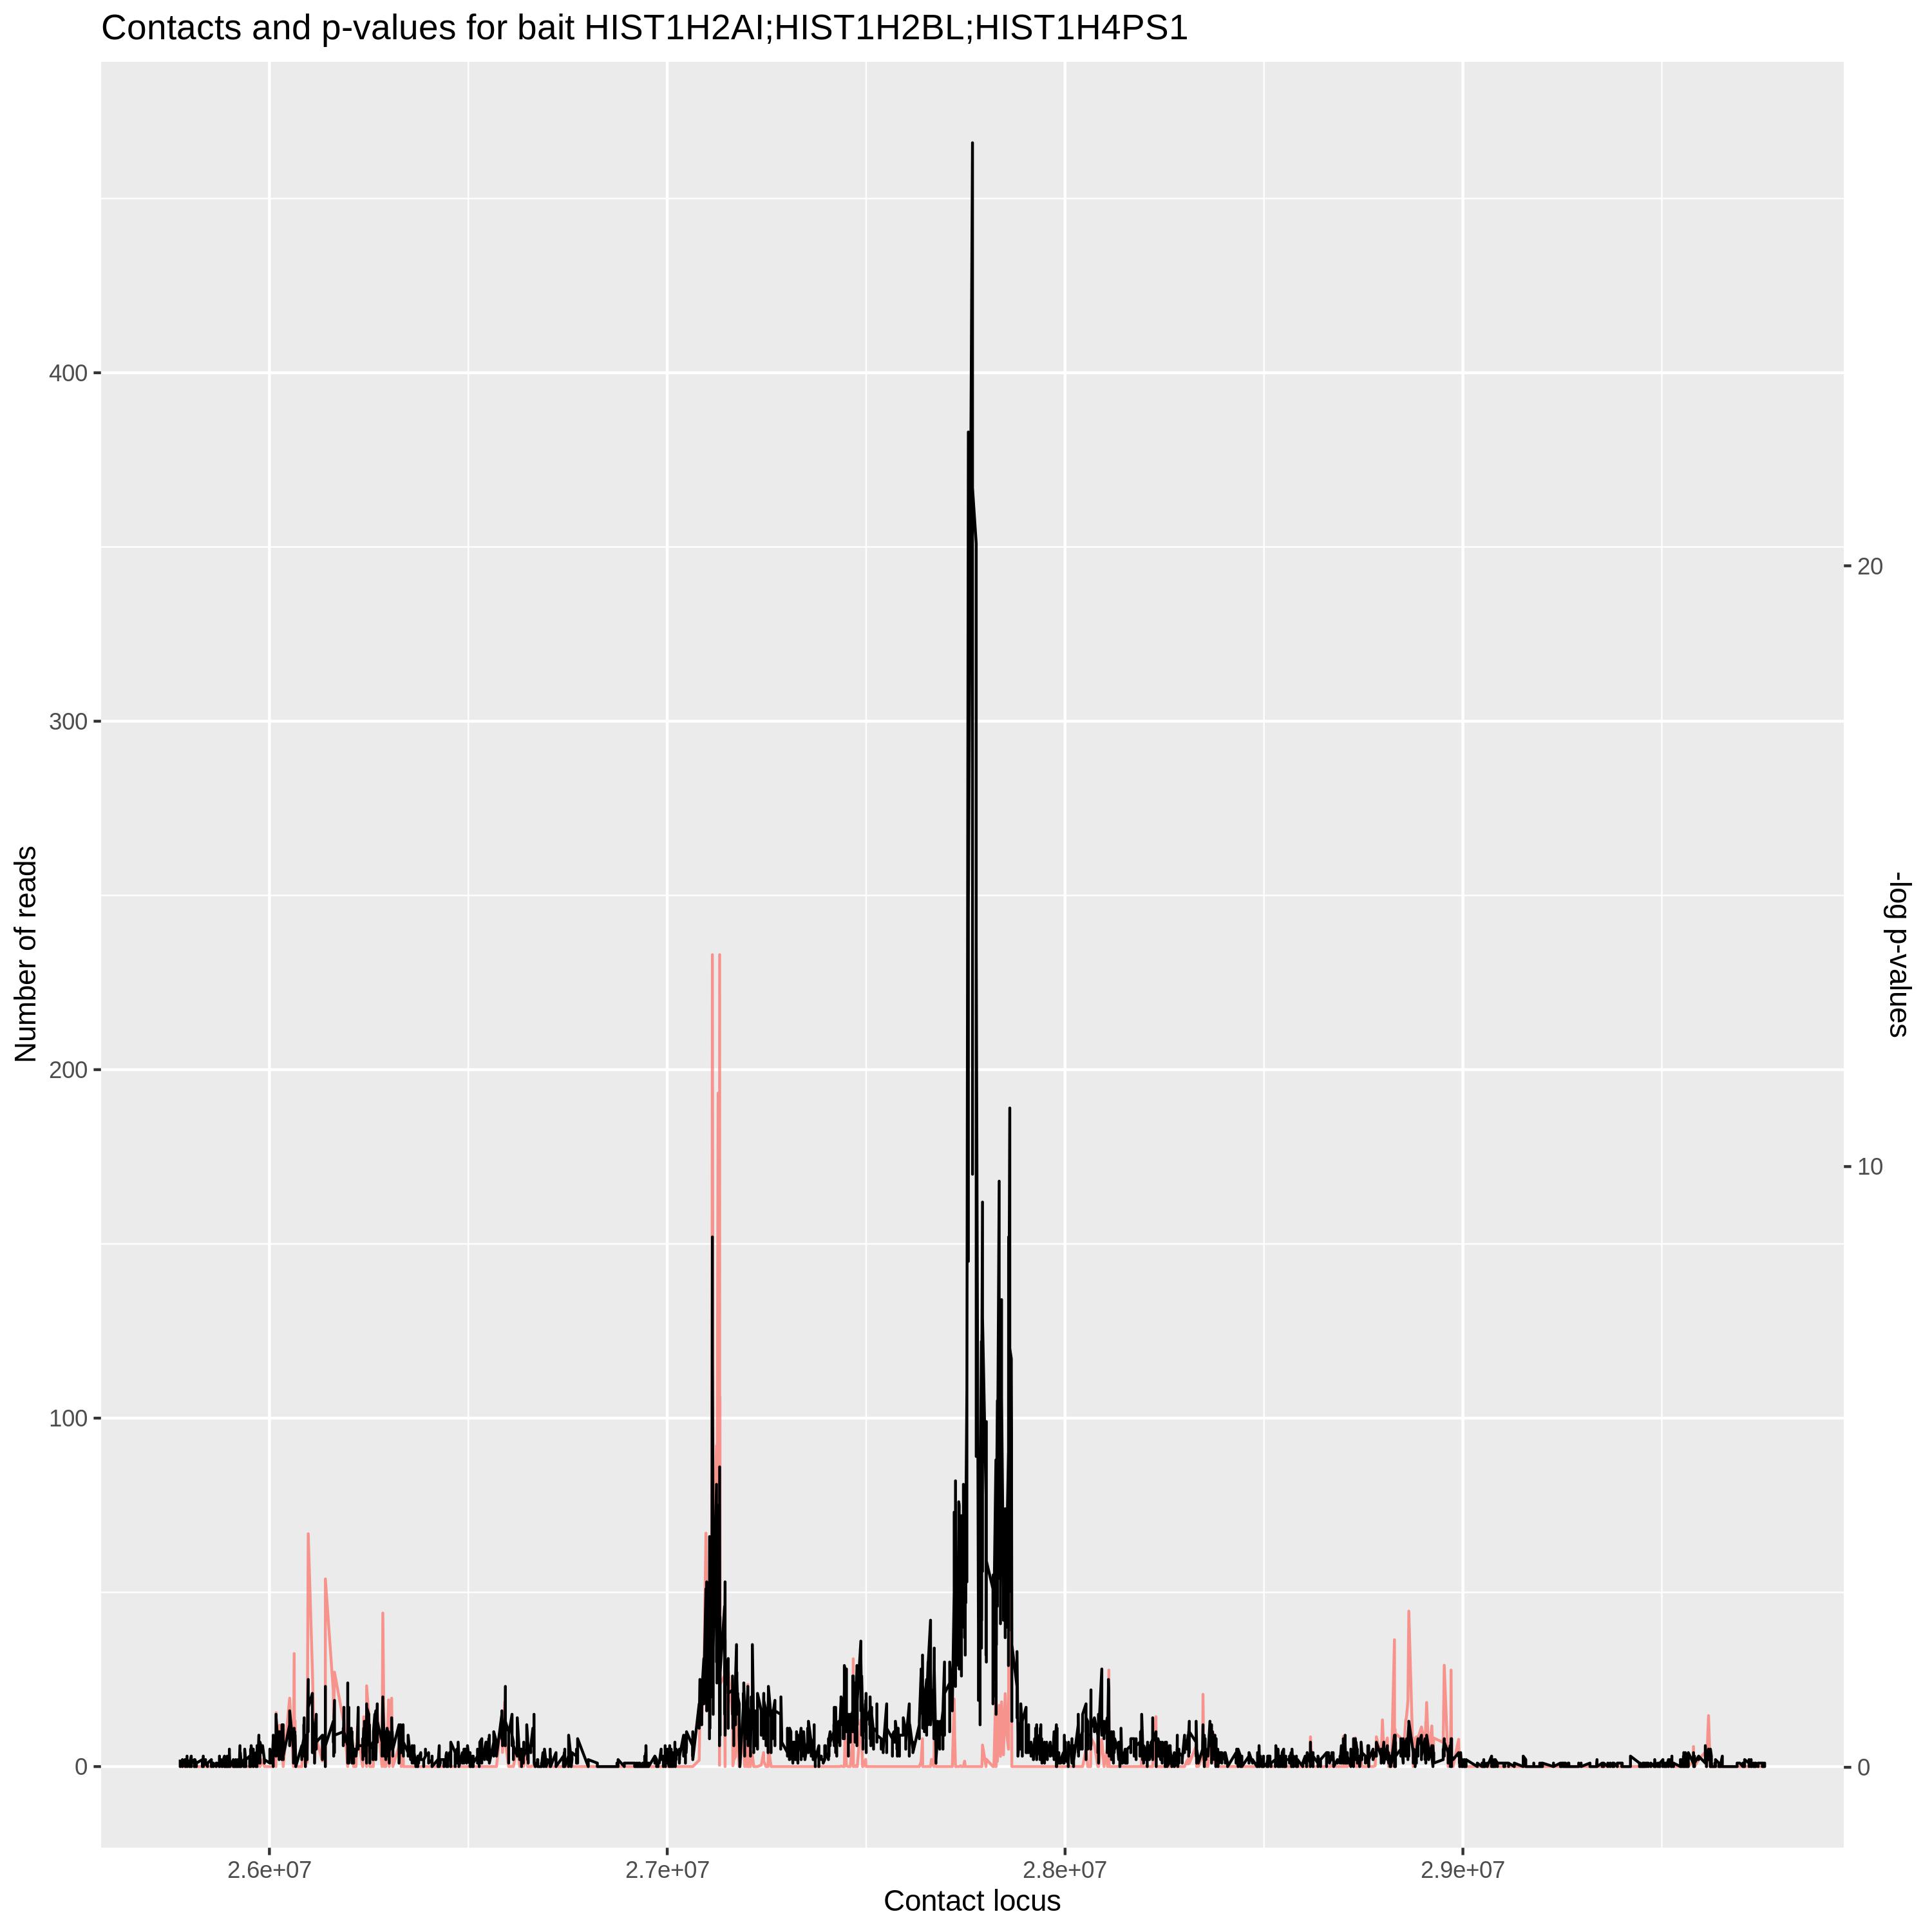 Contacts and p-values for bait HIST1H2AI;HIST1H2BL;HIST1H4PS1
Number of reads
400
300
200
100
0
20
10
0
-log p-values
2.6e+07 2.7e+07 2.8e+07 2.9e+07
Contact locus